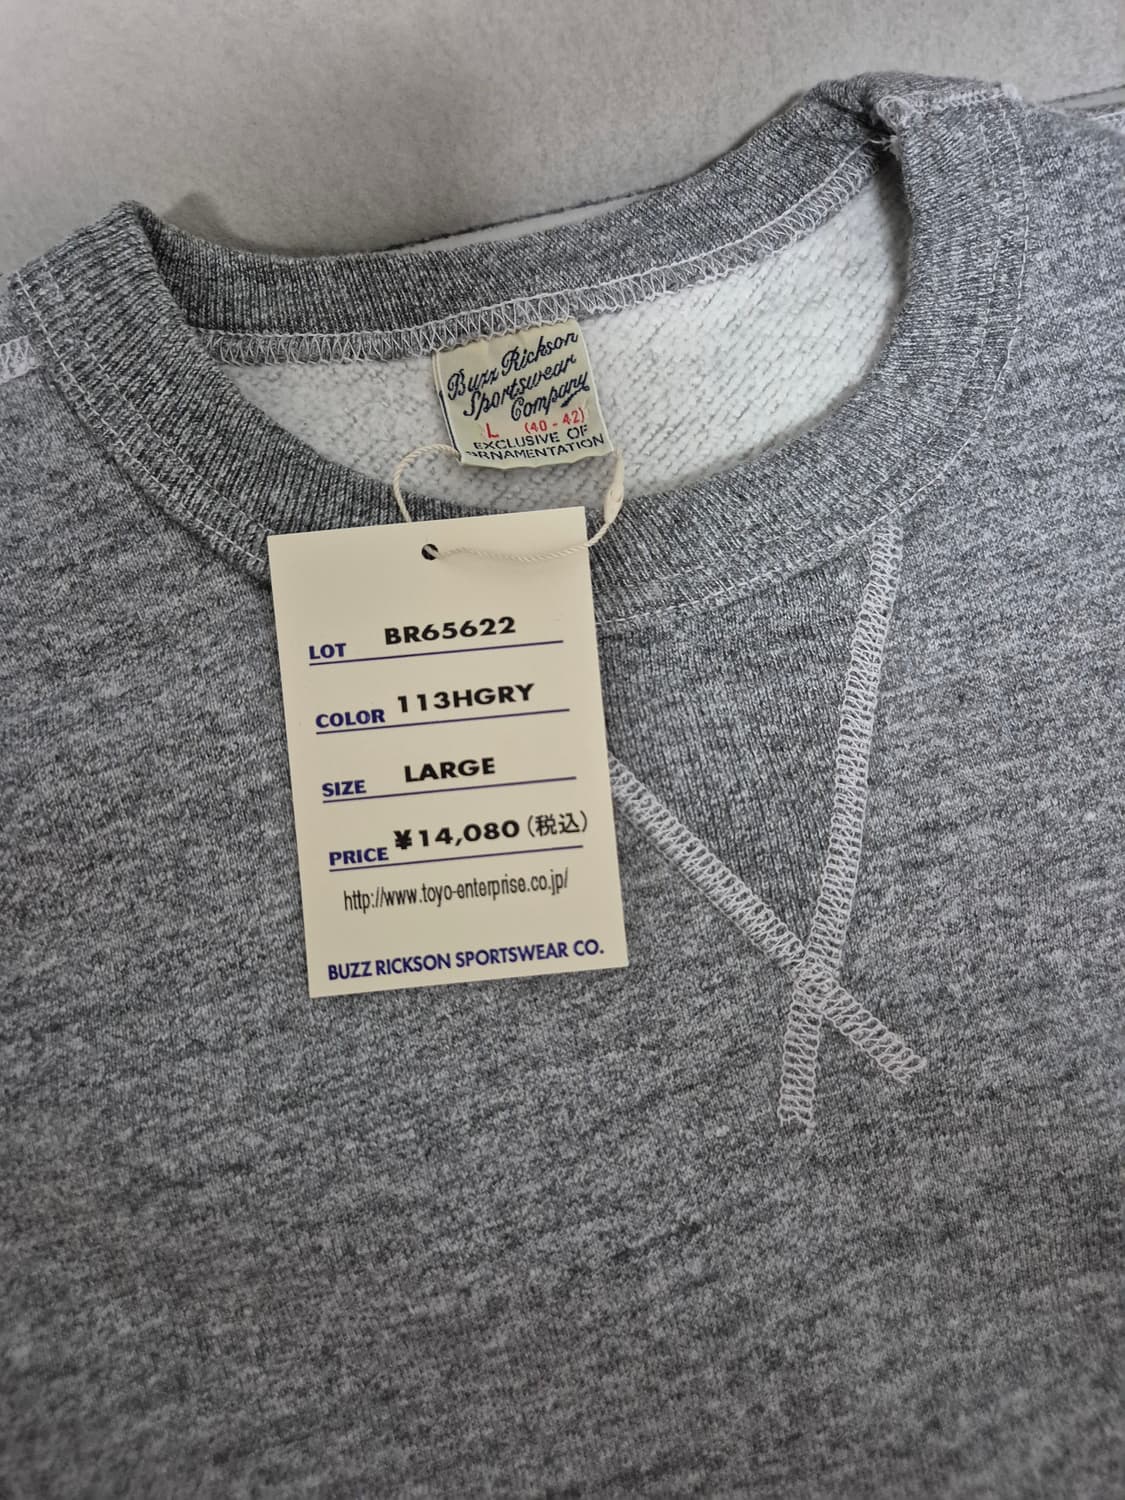 Buzz Rickson
Sportswear
Company
L (40 - 42)
EXCLUSIVE OF
ORNAMENTATION
LOT BR65622
COLOR 113HGRY
SIZE LARGE
PRICE ¥14,080 (税込)
http://www.toyo-enterprise.co.jp/
BUZZ RICKSON SPORTSWEAR CO.